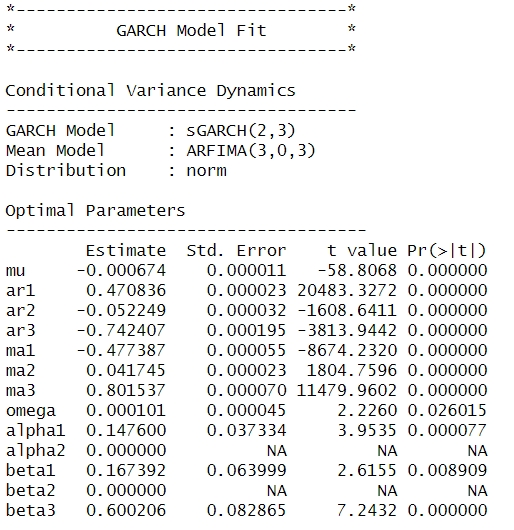 *---------------------------------*
*          GARCH Model Fit        *
*---------------------------------*
Conditional Variance Dynamics
-----------------------------------
GARCH Model     : sGARCH(2,3)
Mean Model      : ARFIMA(3,0,3)
Distribution    : norm
Optimal Parameters
------------------------------------
        Estimate  Std. Error    t value Pr(>|t|)
mu     -0.000674    0.000011   -58.8068 0.000000
ar1     0.470836    0.000023 20483.3272 0.000000
ar2    -0.052249    0.000032 -1608.6411 0.000000
ar3    -0.742407    0.000195 -3813.9442 0.000000
ma1    -0.477387    0.000055 -8674.2320 0.000000
ma2     0.041745    0.000023  1804.7596 0.000000
ma3     0.801537    0.000070 11479.9602 0.000000
omega   0.000101    0.000045     2.2260 0.026015
alpha1  0.147600    0.037334     3.9535 0.000077
alpha2  0.000000          NA         NA       NA
beta1   0.167392    0.063999     2.6155 0.008909
beta2   0.000000          NA         NA       NA
beta3   0.600206    0.082865     7.2432 0.000000